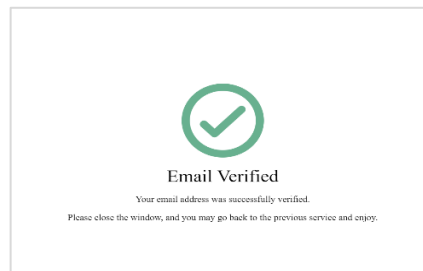 Email Verified
Your email address was successfully verified.
Please close the window, and you may go back to the previous service and enjoy.